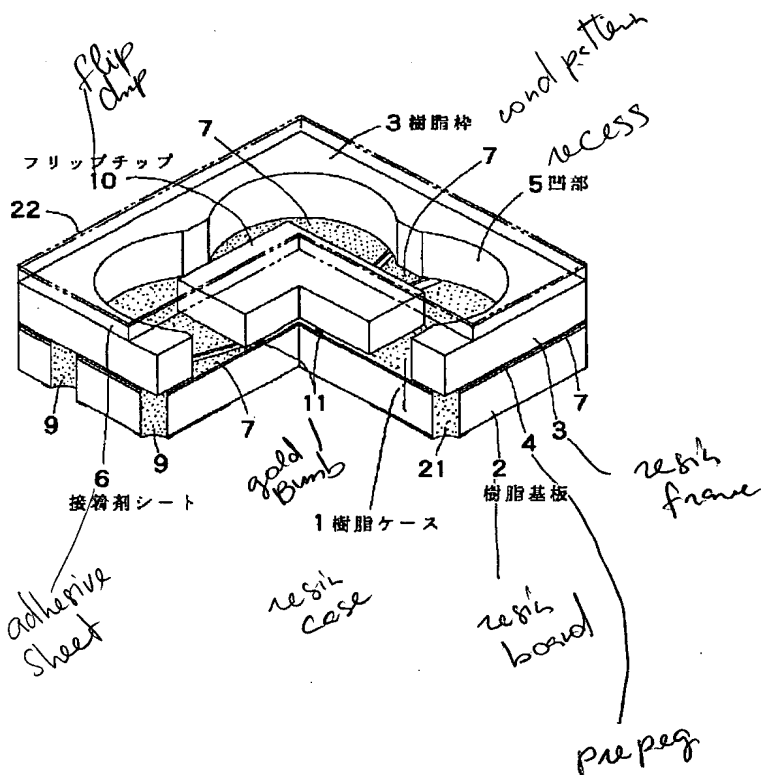 flip
chip
cond pattern
recess
7
3 樹脂枠
フリップチップ
10
7
5 凹部
22
9
9
7
11
21
2
4
3
7
6
接着剤シート
gold
Bumb
1 樹脂ケース
樹脂基板
resin
frame
adhesive
sheet
resin
case
resin
board
prepeg